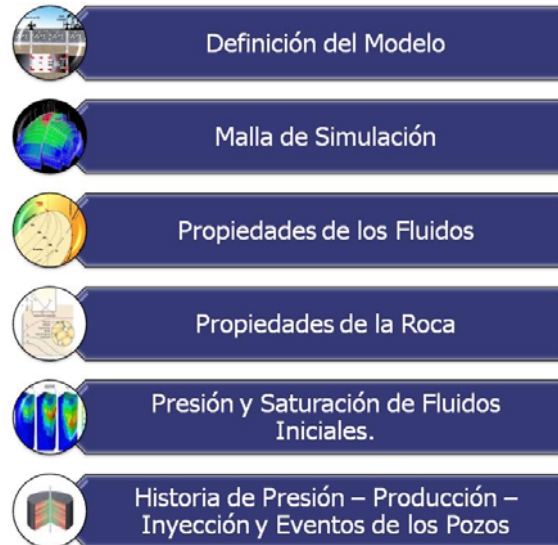 Definición del Modelo
Malla de Simulación
Propiedades de los Fluidos
Propiedades de la Roca
Presión y Saturación de Fluidos
Iniciales.
Historia de Presión – Producción –
Inyección y Eventos de los Pozos